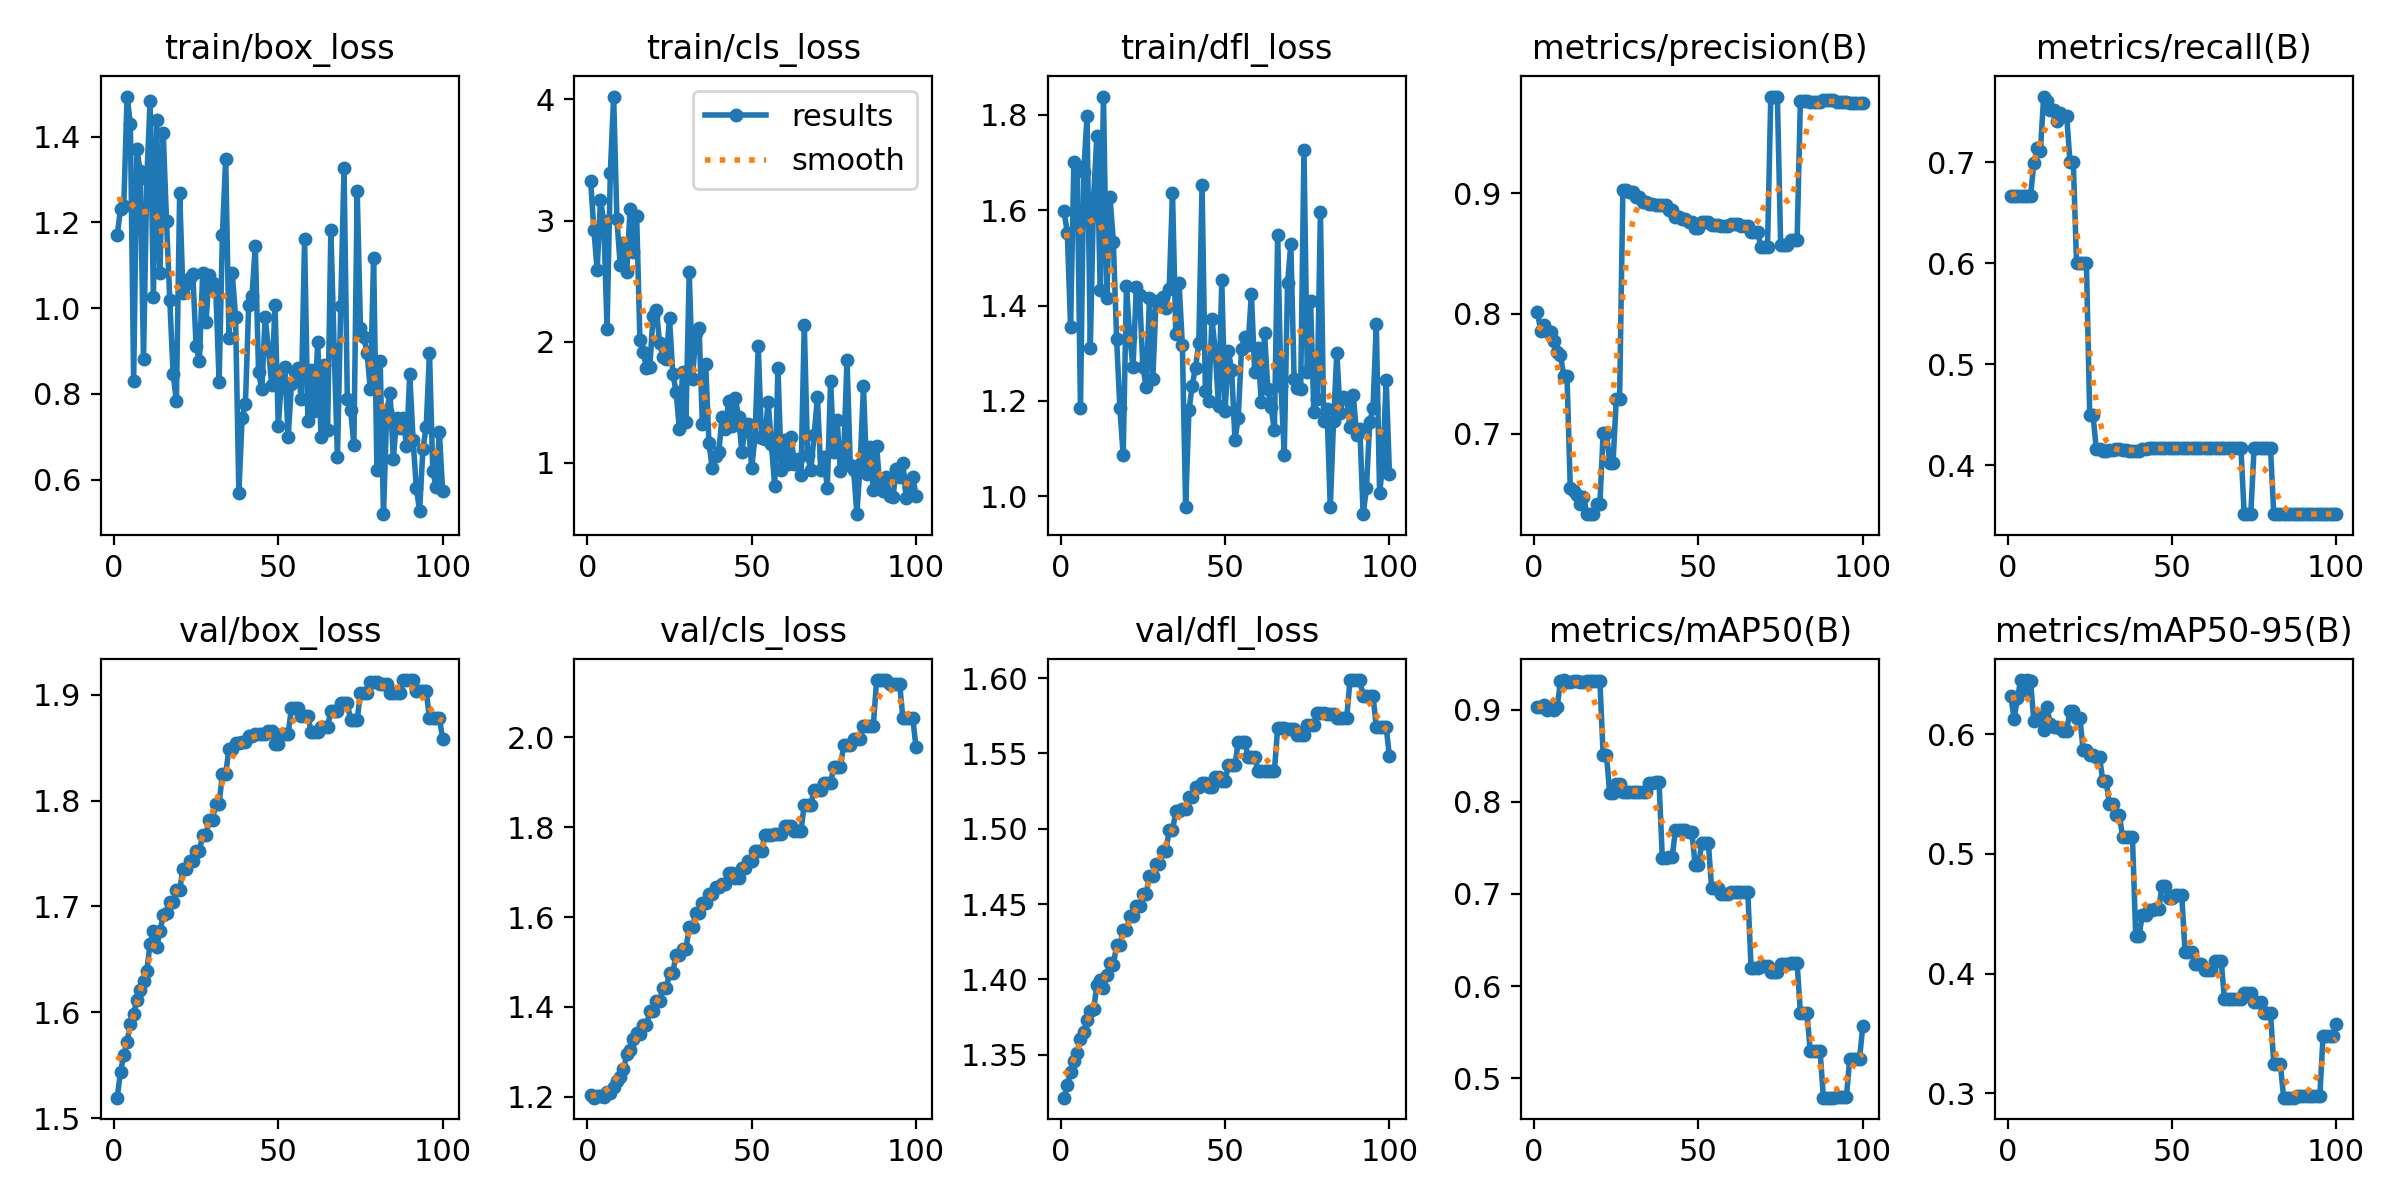 train/box_loss
1.4
1.2
1.0
0.8
0.6
0 50 100
train/cls_loss
results
smooth
4
3
2
1
0 50 100
train/dfl_loss
1.8
1.6
1.4
1.2
1.0
0 50 100
metrics/precision(B)
0.9
0.8
0.7
0 50 100
metrics/recall(B)
0.7
0.6
0.5
0.4
0 50 100
val/box_loss
1.9
1.8
1.7
1.6
1.5
0 50 100
val/cls_loss
2.0
1.8
1.6
1.4
1.2
0 50 100
val/dfl_loss
1.60
1.55
1.50
1.45
1.40
1.35
0 50 100
metrics/mAP50(B)
0.9
0.8
0.7
0.6
0.5
0 50 100
metrics/mAP50-95(B)
0.6
0.5
0.4
0.3
0 50 100